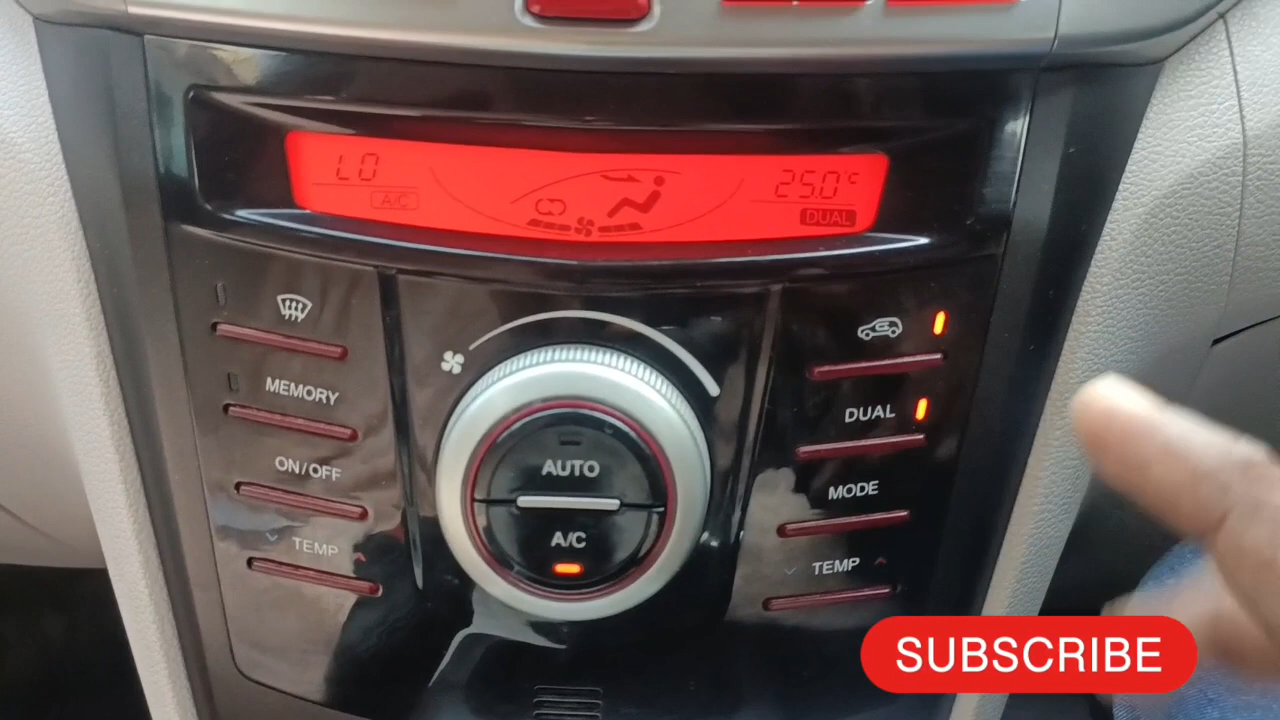 LO
25.0°C
A/C
DUAL
MEMORY
ON/OFF
TEMP
AUTO
A/C
DUAL
MODE
TEMP
SUBSCRIBE